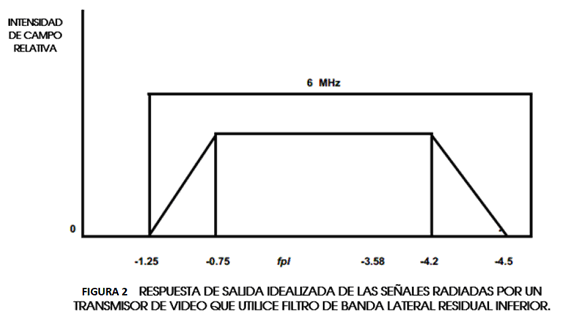 INTENSIDAD
DE CAMPO
RELATIVA
6 MHz
0
-1.25 -0.75 fpl -3.58 -4.2 -4.5
FIGURA 2 RESPUESTA DE SALIDA IDEALIZADA DE LAS SEÑALES RADIADAS POR UN
TRANSMISOR DE VIDEO QUE UTILICE FILTRO DE BANDA LATERAL RESIDUAL INFERIOR.